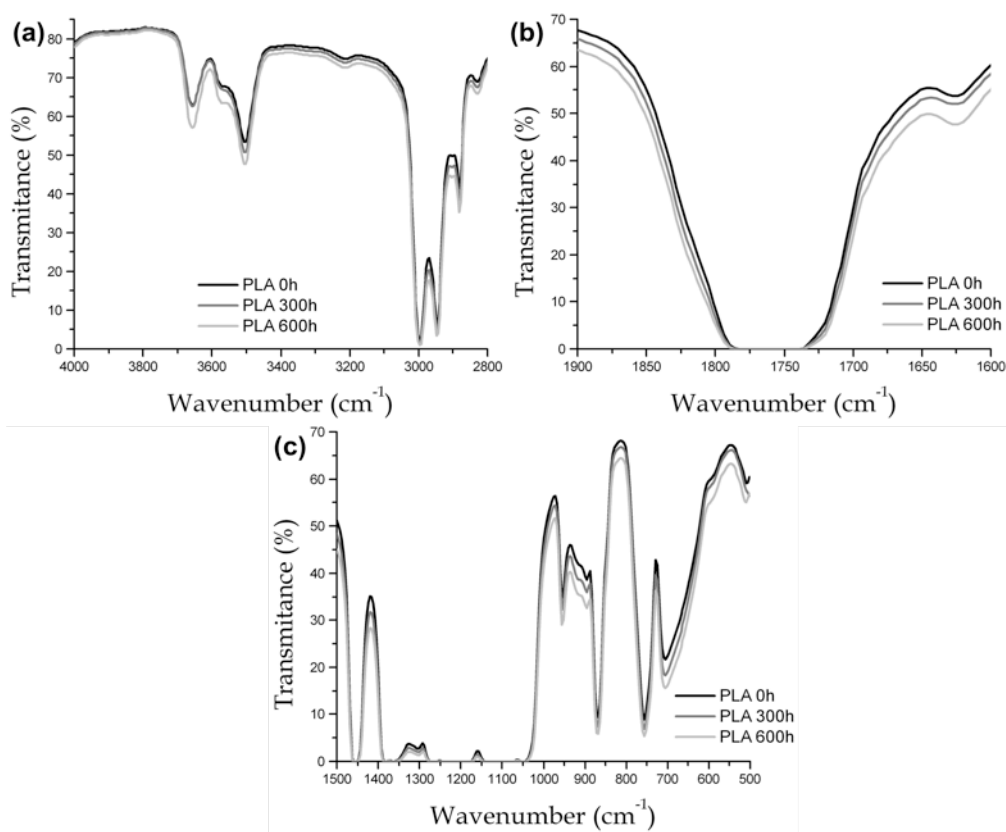 (a)
80
70
60
50
40
30
20
10
0
Transmitance (%)
PLA 0h
PLA 300h
PLA 600h
4000 3800 3600 3400 3200 3000 2800
Wavenumber (cm-1)
(b)
70
60
50
40
30
20
10
0
Transmitance (%)
PLA 0h
PLA 300h
PLA 600h
1900 1850 1800 1750 1700 1650 1600
Wavenumber (cm-1)
(c)
70
60
50
40
30
20
10
0
Transmitance (%)
PLA 0h
PLA 300h
PLA 600h
1500 1400 1300 1200 1100 1000 900 800 700 600 500
Wavenumber (cm-1)